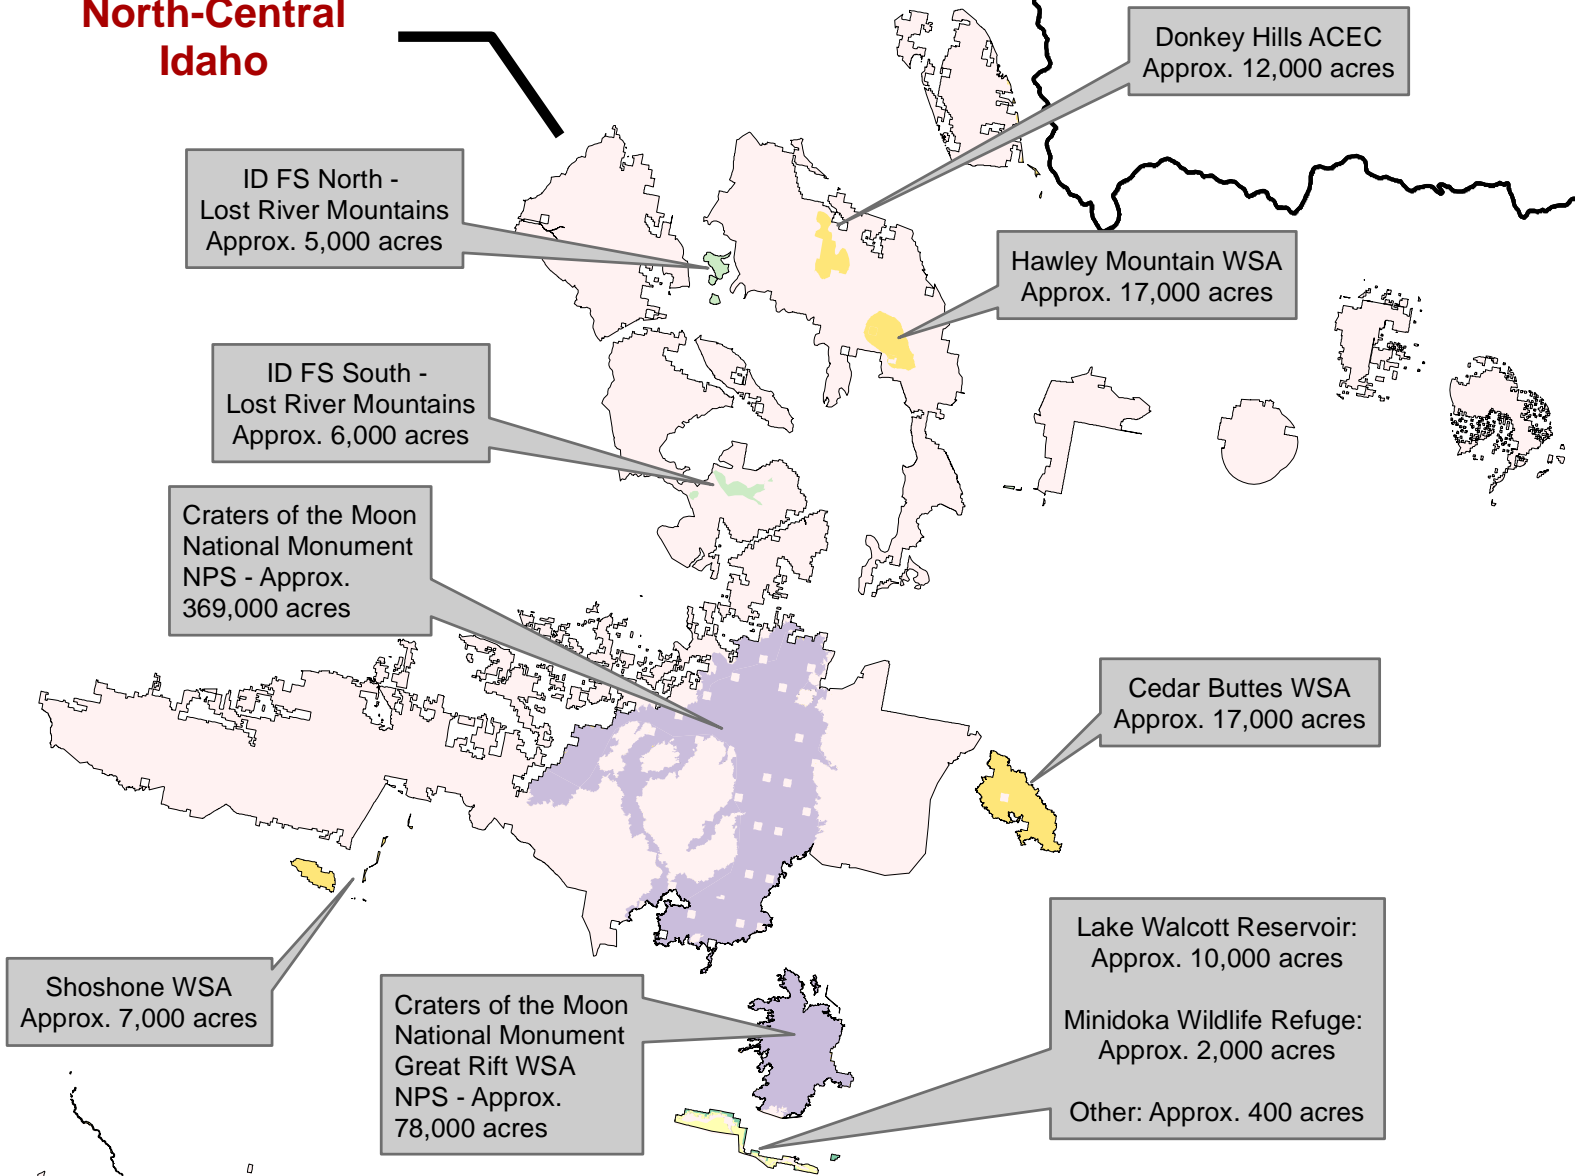 North-Central
Idaho
Donkey Hills ACEC
Approx. 12,000 acres
ID FS North -
Lost River Mountains
Approx. 5,000 acres
Hawley Mountain WSA
Approx. 17,000 acres
ID FS South -
Lost River Mountains
Approx. 6,000 acres
Craters of the Moon
National Monument
NPS - Approx.
369,000 acres
Cedar Buttes WSA
Approx. 17,000 acres
Shoshone WSA
Approx. 7,000 acres
Craters of the Moon
National Monument
Great Rift WSA
NPS - Approx.
78,000 acres
Lake Walcott Reservoir:
Approx. 10,000 acres
Minidoka Wildlife Refuge:
Approx. 2,000 acres
Other: Approx. 400 acres